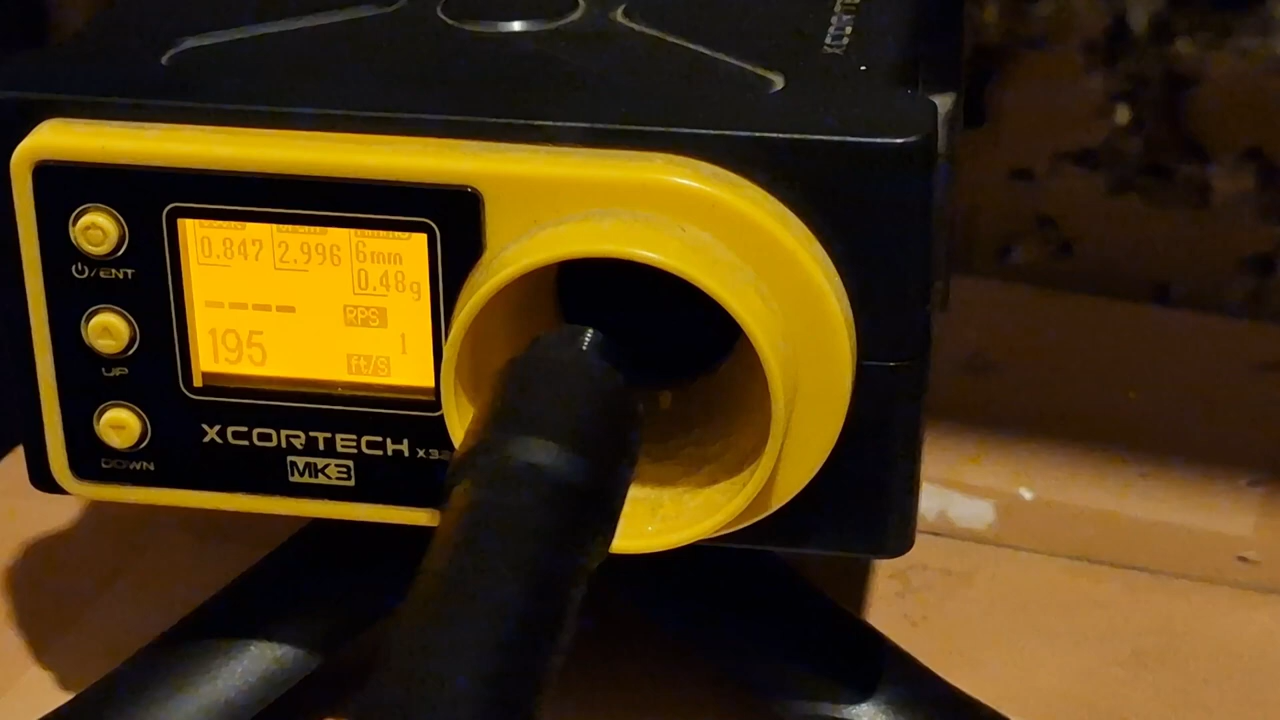 0.847 2.996 6mm
0.48g
---- RPS
195 1
ft/S
⏻/ENT
UP
DOWN
XCORTECH
MK3